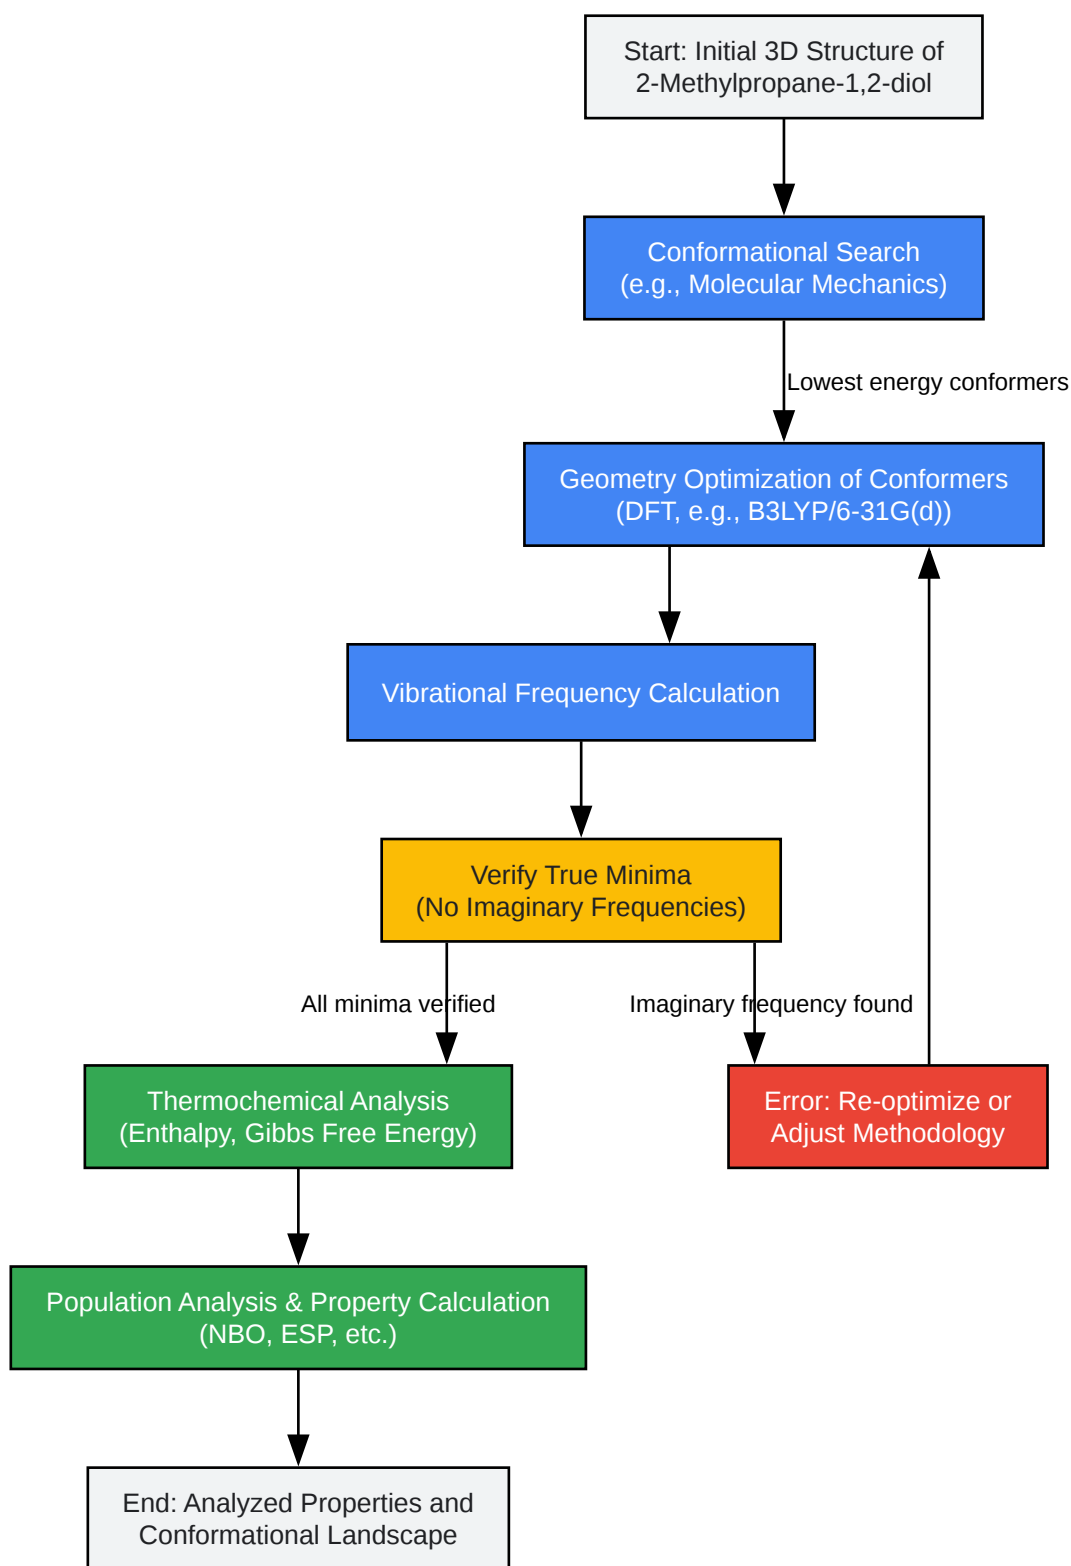 Start: Initial 3D Structure of
2-Methylpropane-1,2-diol
Conformational Search
(e.g., Molecular Mechanics)
Lowest energy conformers
Geometry Optimization of Conformers
(DFT, e.g., B3LYP/6-31G(d))
Vibrational Frequency Calculation
Verify True Minima
(No Imaginary Frequencies)
All minima verified
Imaginary frequency found
Thermochemical Analysis
(Enthalpy, Gibbs Free Energy)
Error: Re-optimize or
Adjust Methodology
Population Analysis & Property Calculation
(NBO, ESP, etc.)
End: Analyzed Properties and
Conformational Landscape